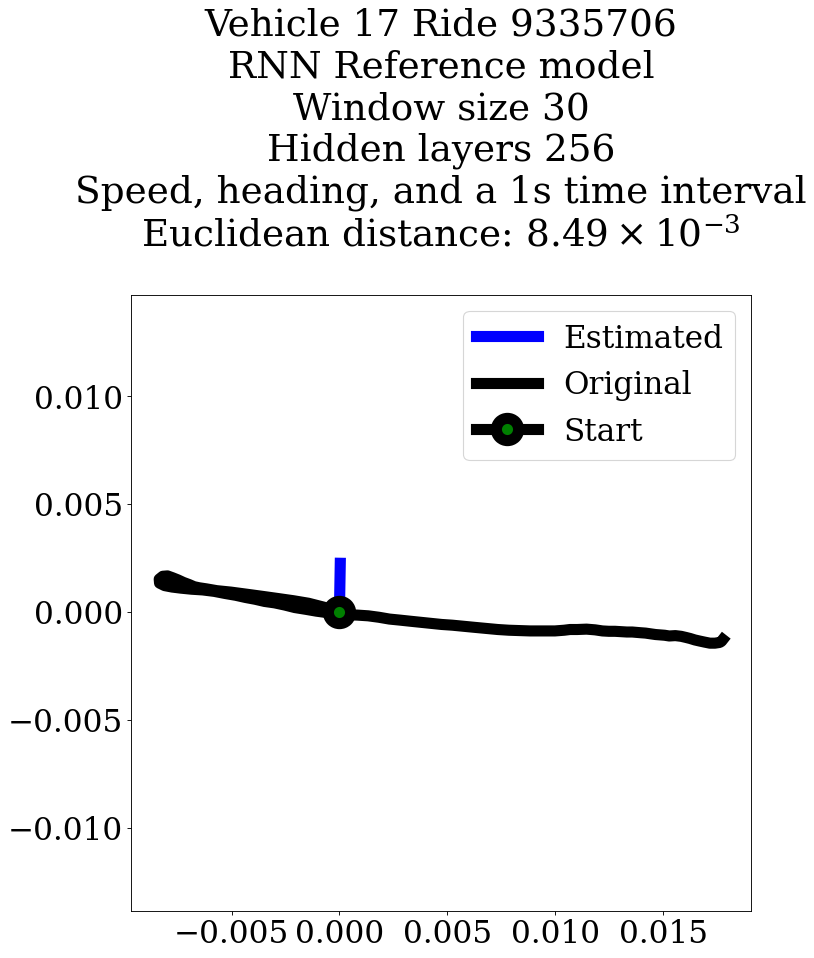 Vehicle 17 Ride 9335706
RNN Reference model
Window size 30
Hidden layers 256
Speed, heading, and a 1s time interval
Euclidean distance: 8.49 × 10⁻³
Estimated
Original
Start
0.010
0.005
0.000
−0.005
−0.010
−0.005 0.000 0.005 0.010 0.015